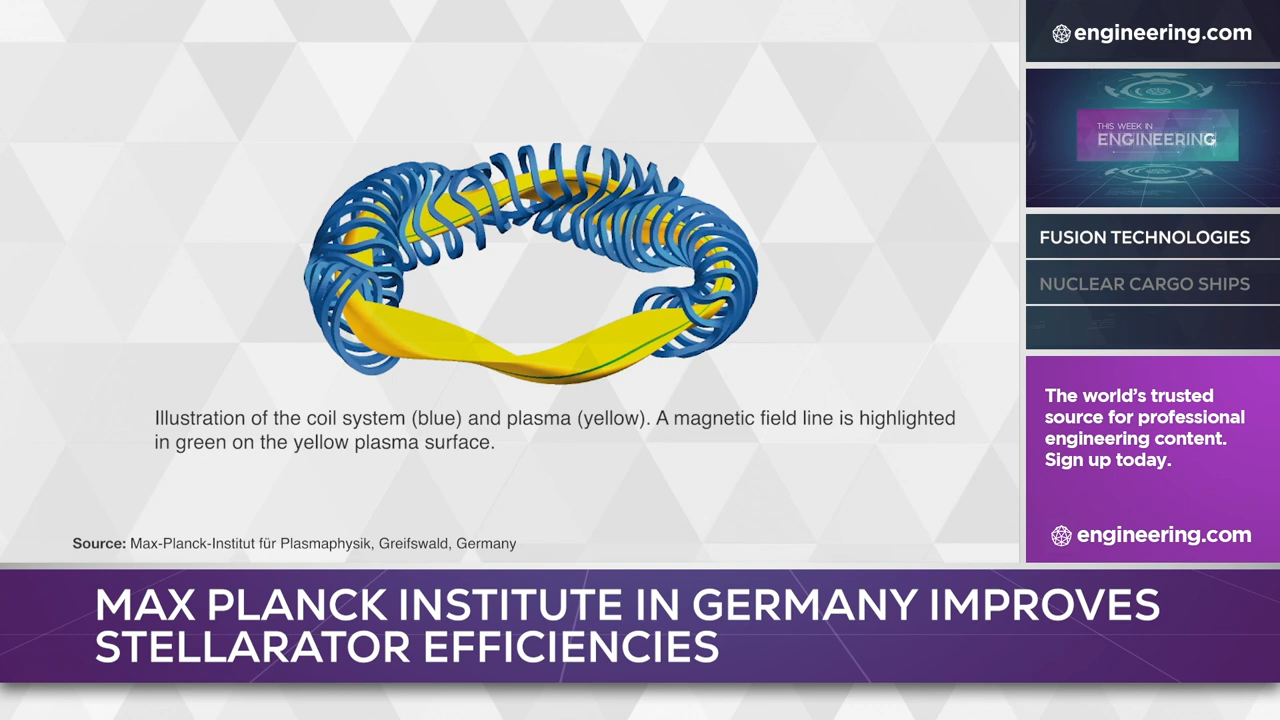 Illustration of the coil system (blue) and plasma (yellow). A magnetic field line is highlighted
in green on the yellow plasma surface.
Source: Max-Planck-Institut für Plasmaphysik, Greifswald, Germany
MAX PLANCK INSTITUTE IN GERMANY IMPROVES
STELLARATOR EFFICIENCIES
engineering.com
THIS WEEK IN
ENGINEERING
FUSION TECHNOLOGIES
NUCLEAR CARGO SHIPS
The world's trusted
source for professional
engineering content.
Sign up today.
engineering.com